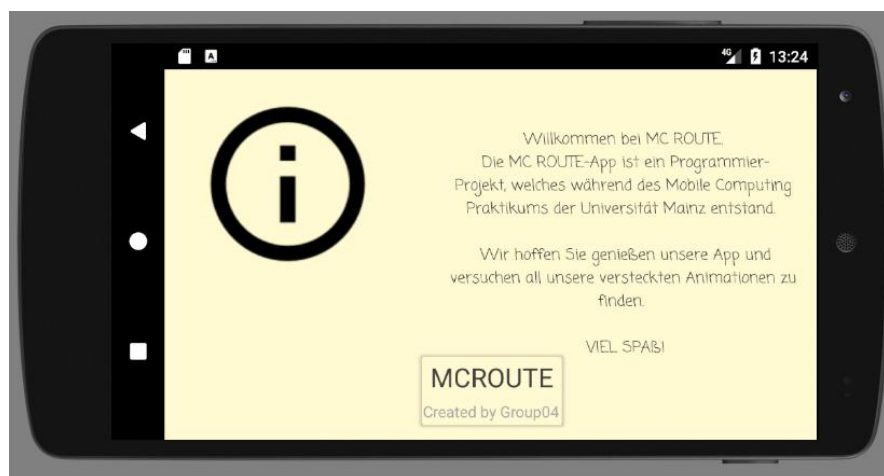 4G 13:24
Willkommen bei MC ROUTE.
Die MC ROUTE-App ist ein Programmier-
Projekt, welches während des Mobile Computing
Praktikums der Universität Mainz entstand.
Wir hoffen Sie genießen unsere App und
versuchen all unsere versteckten Animationen zu
finden.
VIEL SPAß!
MCROUTE
Created by Group04